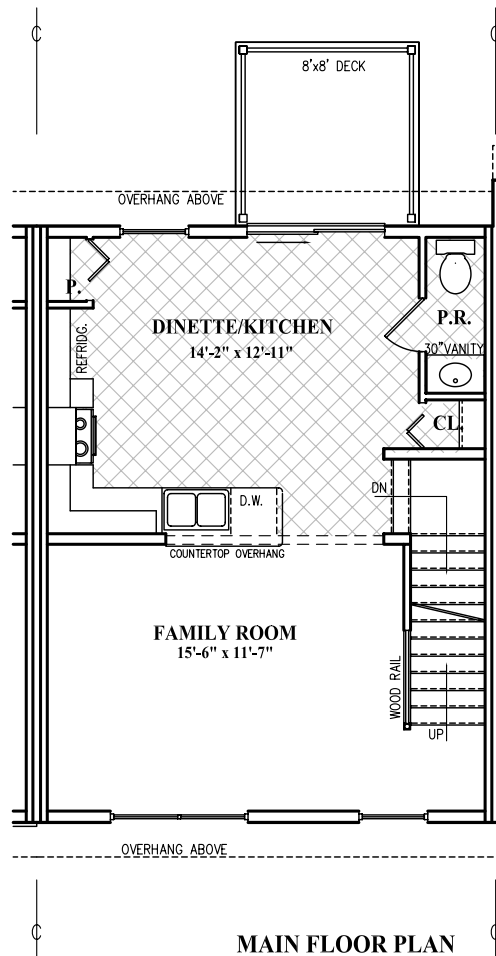 8'x8' DECK
OVERHANG ABOVE
P.
REFRIDG.
DINETTE/KITCHEN
14'-2" x 12'-11"
P.R.
30"VANITY
CL.
DN
D.W.
COUNTERTOP OVERHANG
FAMILY ROOM
15'-6" x 11'-7"
WOOD RAIL
UP
OVERHANG ABOVE
MAIN FLOOR PLAN